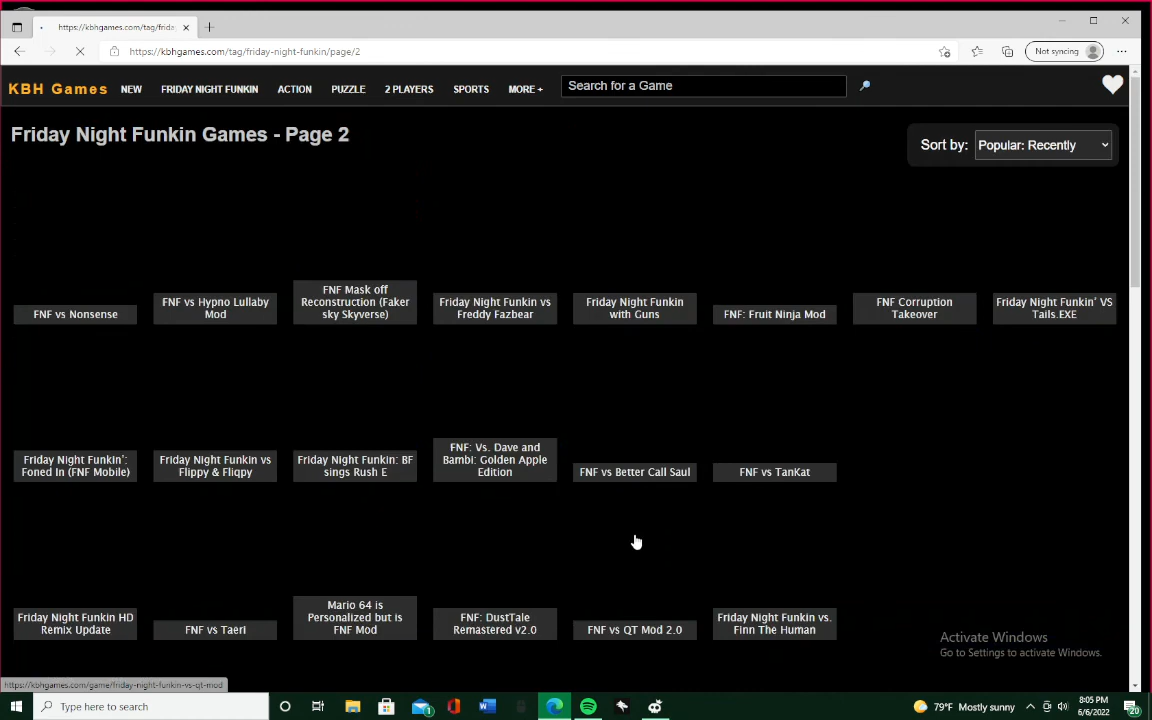 https://kbhgames.com/tag/frida
https://kbhgames.com/tag/friday-night-funkin/page/2
Not syncing
KBH Games
NEW
FRIDAY NIGHT FUNKIN
ACTION
PUZZLE
2 PLAYERS
SPORTS
MORE +
Search for a Game
Friday Night Funkin Games - Page 2
Sort by:
Popular: Recently
FNF vs Nonsense
FNF vs Hypno Lullaby
Mod
FNF Mask off
Reconstruction (Faker
sky Skyverse)
Friday Night Funkin vs
Freddy Fazbear
Friday Night Funkin
with Guns
FNF: Fruit Ninja Mod
FNF Corruption
Takeover
Friday Night Funkin' VS
Tails.EXE
Friday Night Funkin':
Foned In (FNF Mobile)
Friday Night Funkin vs
Flippy & Fliqpy
Friday Night Funkin: BF
sings Rush E
FNF: Vs. Dave and
Bambi: Golden Apple
Edition
FNF vs Better Call Saul
FNF vs TanKat
Friday Night Funkin HD
Remix Update
FNF vs Taeri
Mario 64 is
Personalized but is
FNF Mod
FNF: DustTale
Remastered v2.0
FNF vs QT Mod 2.0
Friday Night Funkin vs.
Finn The Human
Activate Windows
Go to Settings to activate Windows.
https://kbhgames.com/game/friday-night-funkin-vs-qt-mod
Type here to search
79°F Mostly sunny
8:05 PM
6/6/2022
20